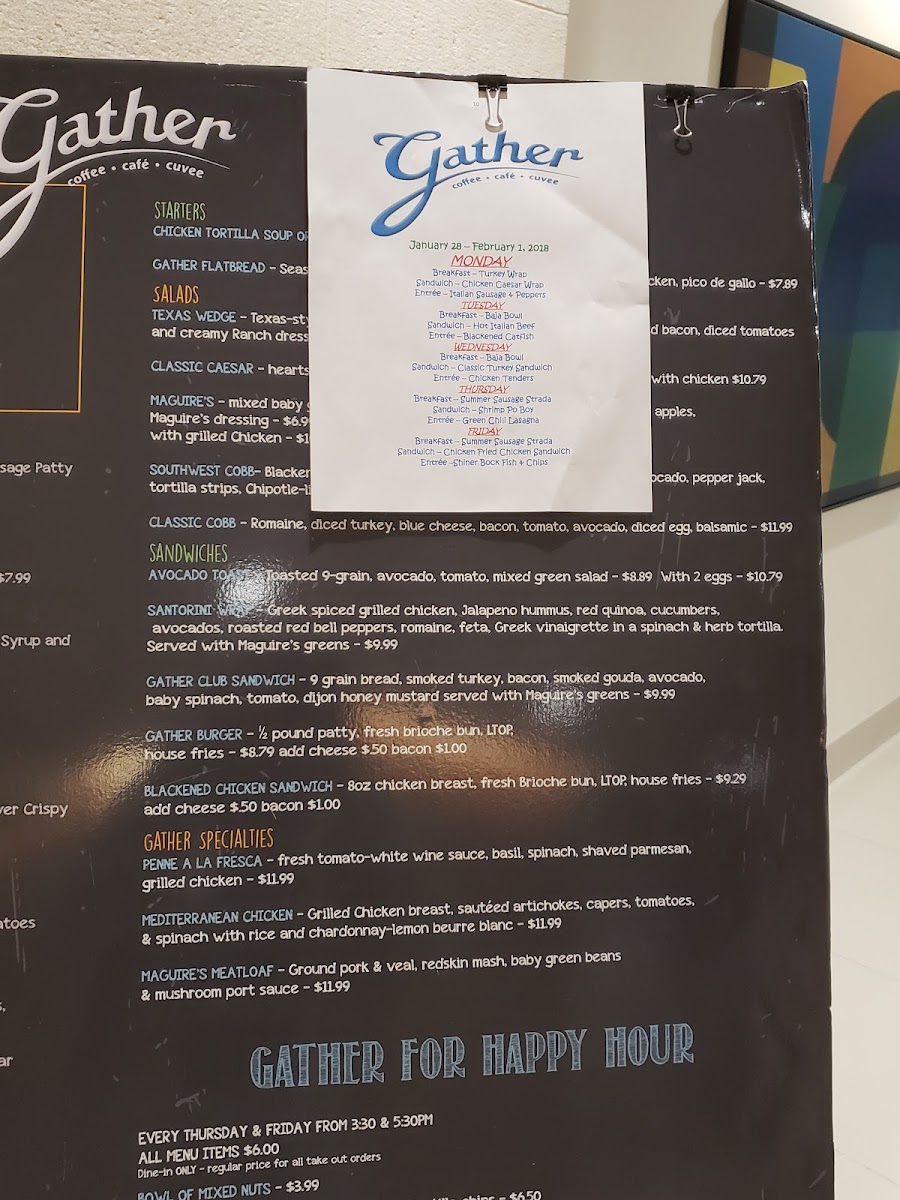 Gather
coffee • café • cuvee
sage Patty
$7.99
Syrup and
ver Crispy
atoes
ar
STARTERS
CHICKEN TORTILLA SOUP
GATHER FLATBREAD – Seas
cken, pico de gallo – $7.89
SALADS
TEXAS WEDGE – Texas-st
d bacon, diced tomatoes
and creamy Ranch dress
CLASSIC CAESAR – hearts
with chicken $10.79
MAGUIRE'S – mixed baby
apples,
Maguire's dressing – $6.9
with grilled Chicken – $1
SOUTHWEST COBB– Blacken
ocado, pepper jack,
tortilla strips, Chipotle-li
CLASSIC COBB – Romaine, diced turkey, blue cheese, bacon, tomato, avocado, diced egg, balsamic – $11.99
SANDWICHES
AVOCADO TOAST – Toasted 9-grain, avocado, tomato, mixed green salad – $8.89 With 2 eggs – $10.79
SANTORINI WRAP – Greek spiced grilled chicken, Jalapeno hummus, red quinoa, cucumbers,
avocados, roasted red bell peppers, romaine, feta, Greek vinaigrette in a spinach & herb tortilla.
Served with Maguire's greens – $9.99
GATHER CLUB SANDWICH – 9 grain bread, smoked turkey, bacon, smoked gouda, avocado,
baby spinach, tomato, dijon honey mustard served with Maguire's greens – $9.99
GATHER BURGER – ½ pound patty, fresh brioche bun, LTOP,
house fries – $8.79 add cheese $.50 bacon $1.00
BLACKENED CHICKEN SANDWICH – 8oz chicken breast, fresh Brioche bun, LTOP, house fries – $9.29
add cheese $.50 bacon $1.00
GATHER SPECIALTIES
PENNE A LA FRESCA – fresh tomato-white wine sauce, basil, spinach, shaved parmesan,
grilled chicken – $11.99
MEDITERRANEAN CHICKEN – Grilled Chicken breast, sautéed artichokes, capers, tomatoes,
& spinach with rice and chardonnay-lemon beurre blanc – $11.99
MAGUIRE'S MEATLOAF – Ground pork & veal, redskin mash, baby green beans
& mushroom port sauce – $11.99
GATHER FOR HAPPY HOUR
EVERY THURSDAY & FRIDAY FROM 3:30 & 5:30PM
ALL MENU ITEMS $6.00
Dine-in ONLY – regular price for all take out orders
BOWL OF MIXED NUTS – $3.99
chips – $6.50
Gather
coffee • café • cuvee
January 28 – February 1, 2018
MONDAY
Breakfast – Turkey Wrap
Sandwich – Chicken Caesar Wrap
Entrée – Italian Sausage & Peppers
TUESDAY
Breakfast – Baja Bowl
Sandwich – Hot Italian Beef
Entrée – Blackened Catfish
WEDNESDAY
Breakfast – Baja Bowl
Sandwich – Classic Turkey Sandwich
Entrée – Chicken Tenders
THURSDAY
Breakfast – Summer Sausage Strada
Sandwich – Shrimp Po Boy
Entrée – Green Chili Lasagna
FRIDAY
Breakfast – Summer Sausage Strada
Sandwich – Chicken Fried Chicken Sandwich
Entrée –Shiner Bock Fish & Chips